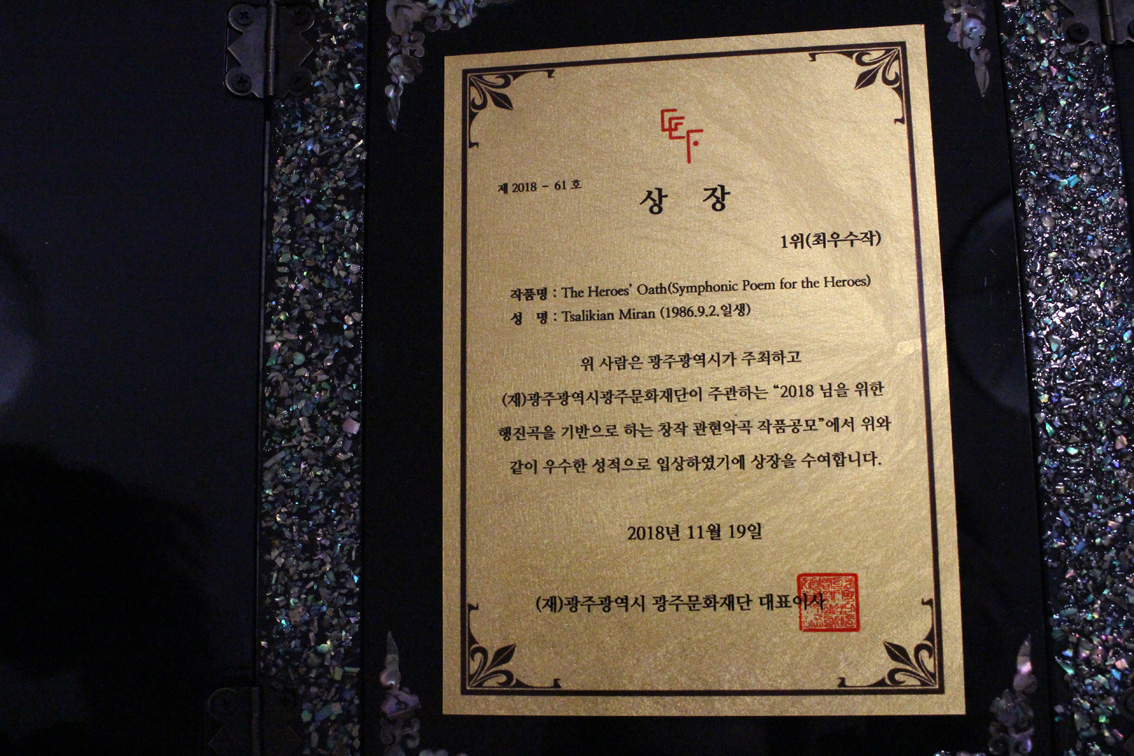 제 2018 - 61 호
상 장
1위(최우수작)
작품명 : The Heroes' Oath(Symphonic Poem for the Heroes)
성 명 : Tsalikian Miran (1986.9.2.일생)
위 사람은 광주광역시가 주최하고
(재)광주광역시광주문화재단이 주관하는 “2018 님을 위한
행진곡을 기반으로 하는 창작 관현악곡 작품공모”에서 위와
같이 우수한 성적으로 입상하였기에 상장을 수여합니다.
2018년 11월 19일
(재)광주광역시 광주문화재단 대표이사